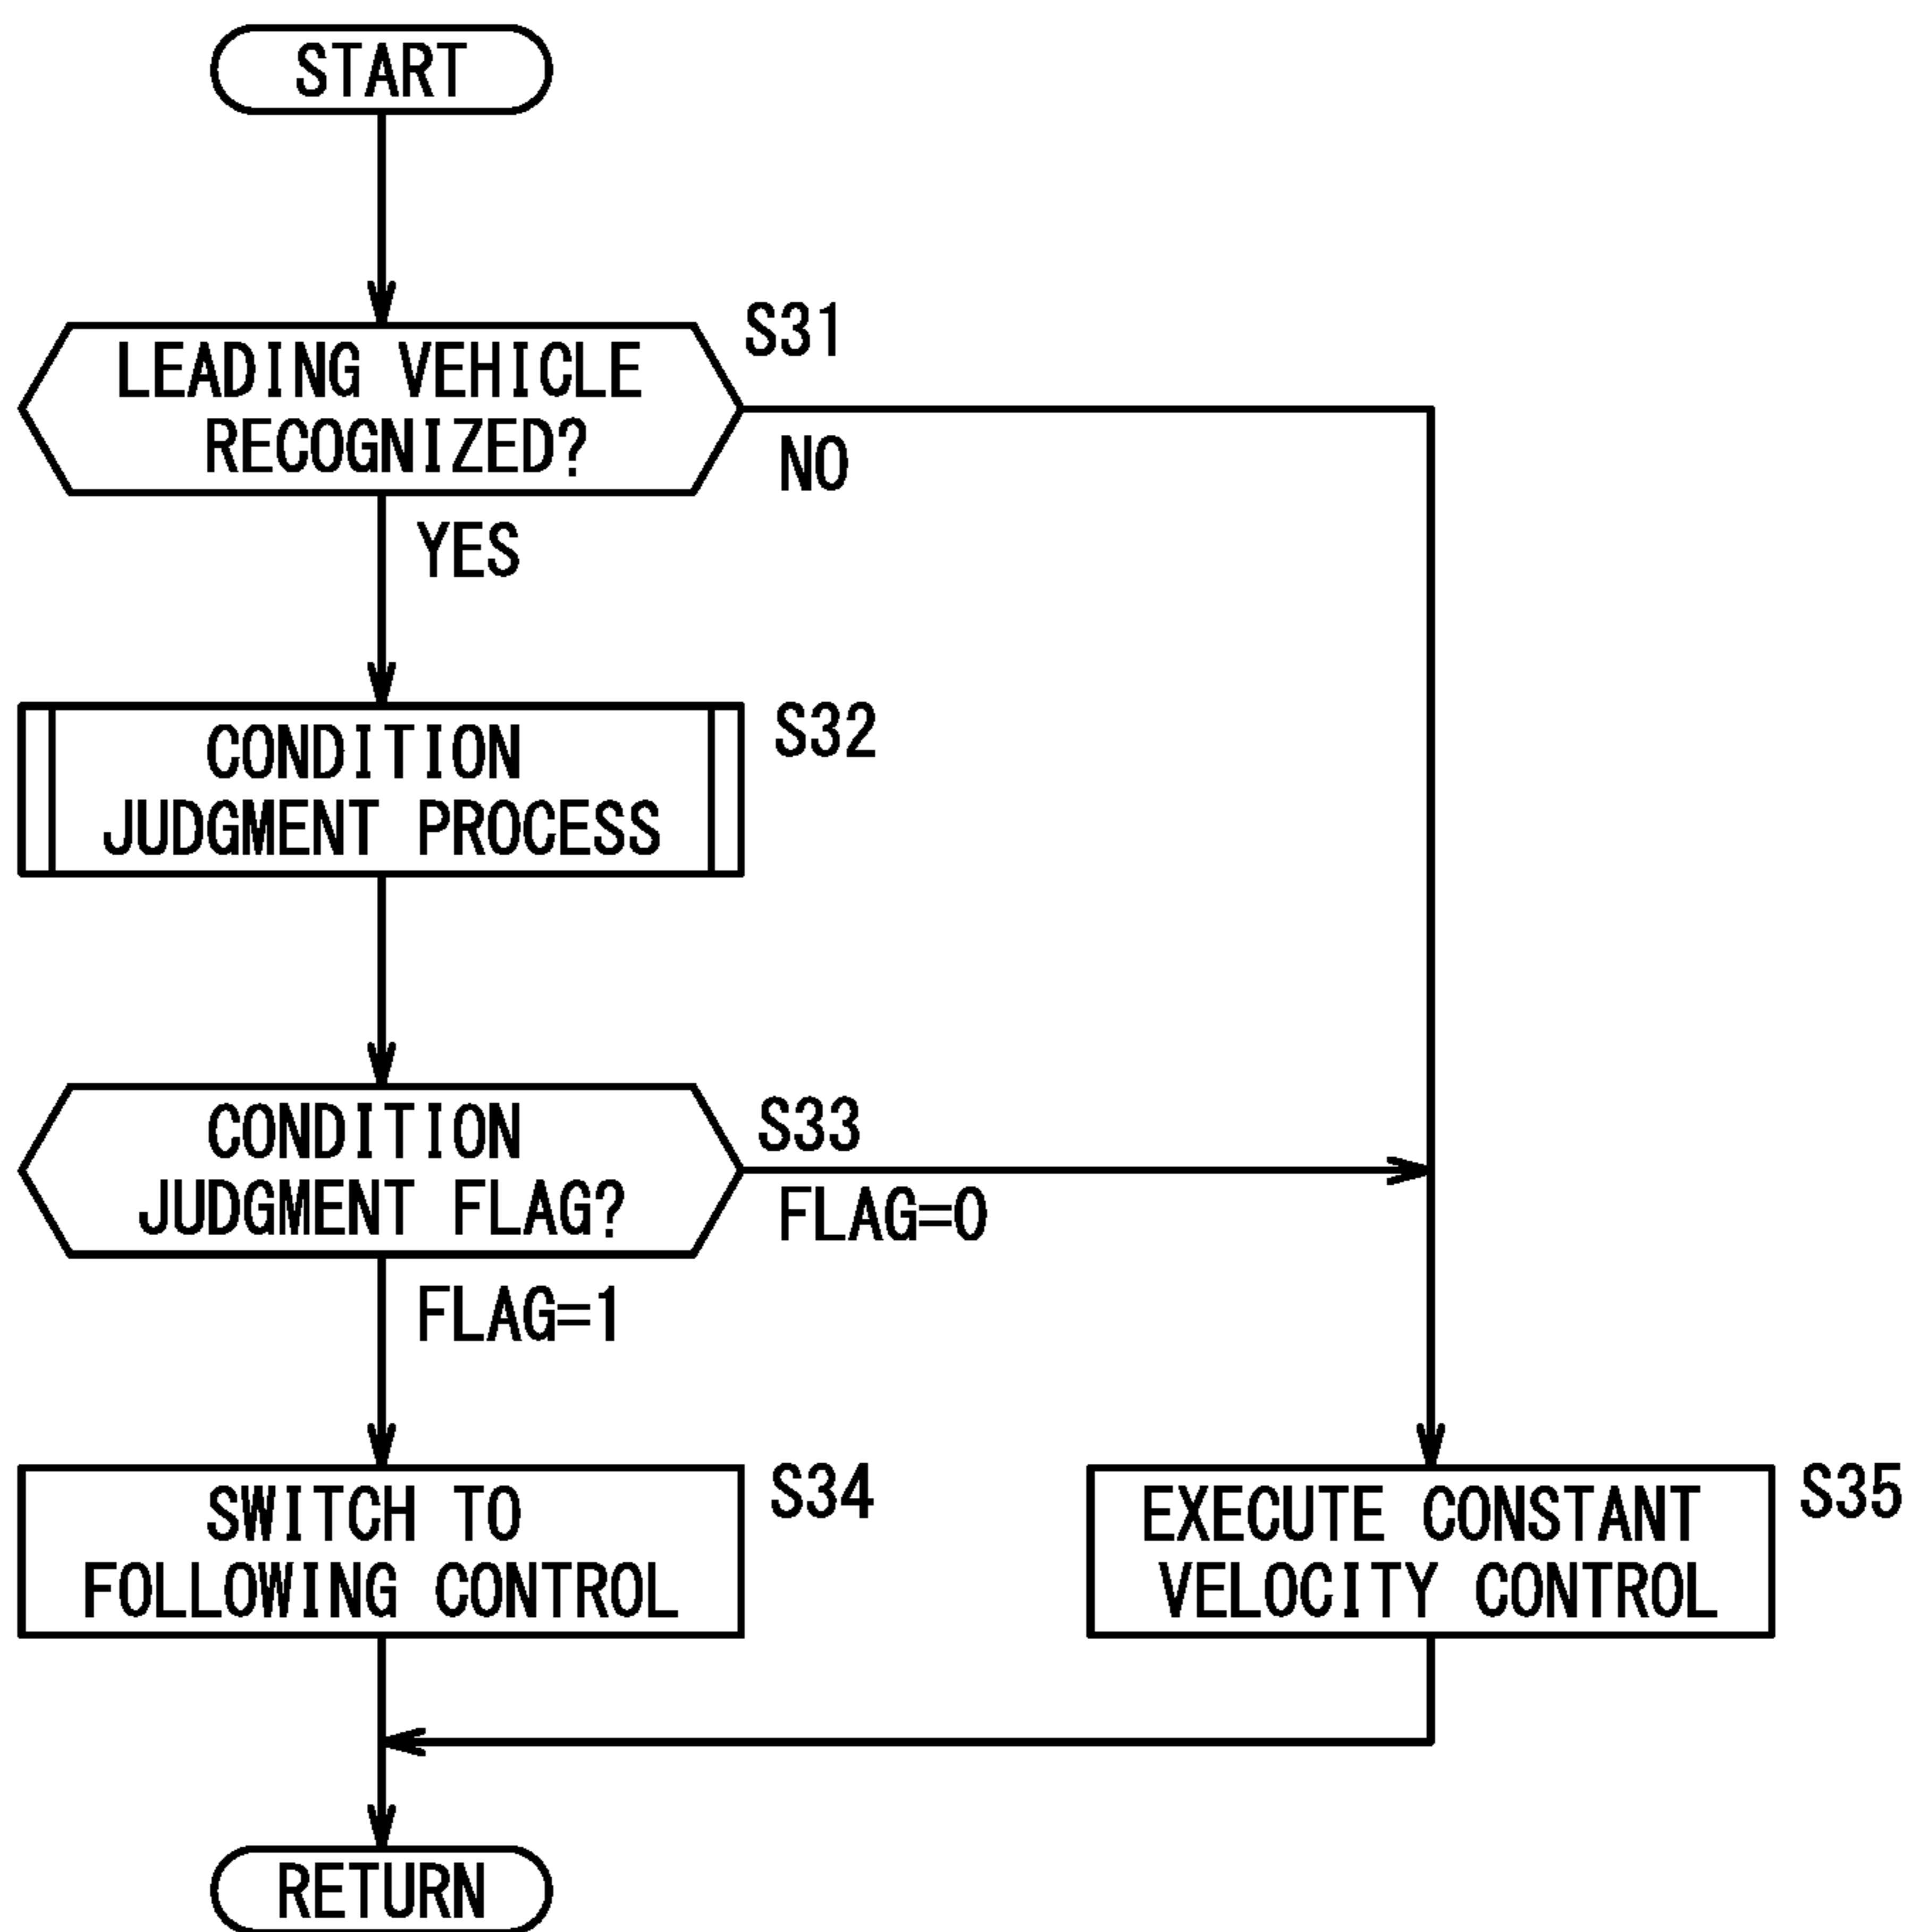 START
LEADING VEHICLE
RECOGNIZED?
S31
NO
YES
CONDITION
JUDGMENT PROCESS
S32
CONDITION
JUDGMENT FLAG?
S33
FLAG=0
FLAG=1
SWITCH TO
FOLLOWING CONTROL
S34
EXECUTE CONSTANT
VELOCITY CONTROL
S35
RETURN